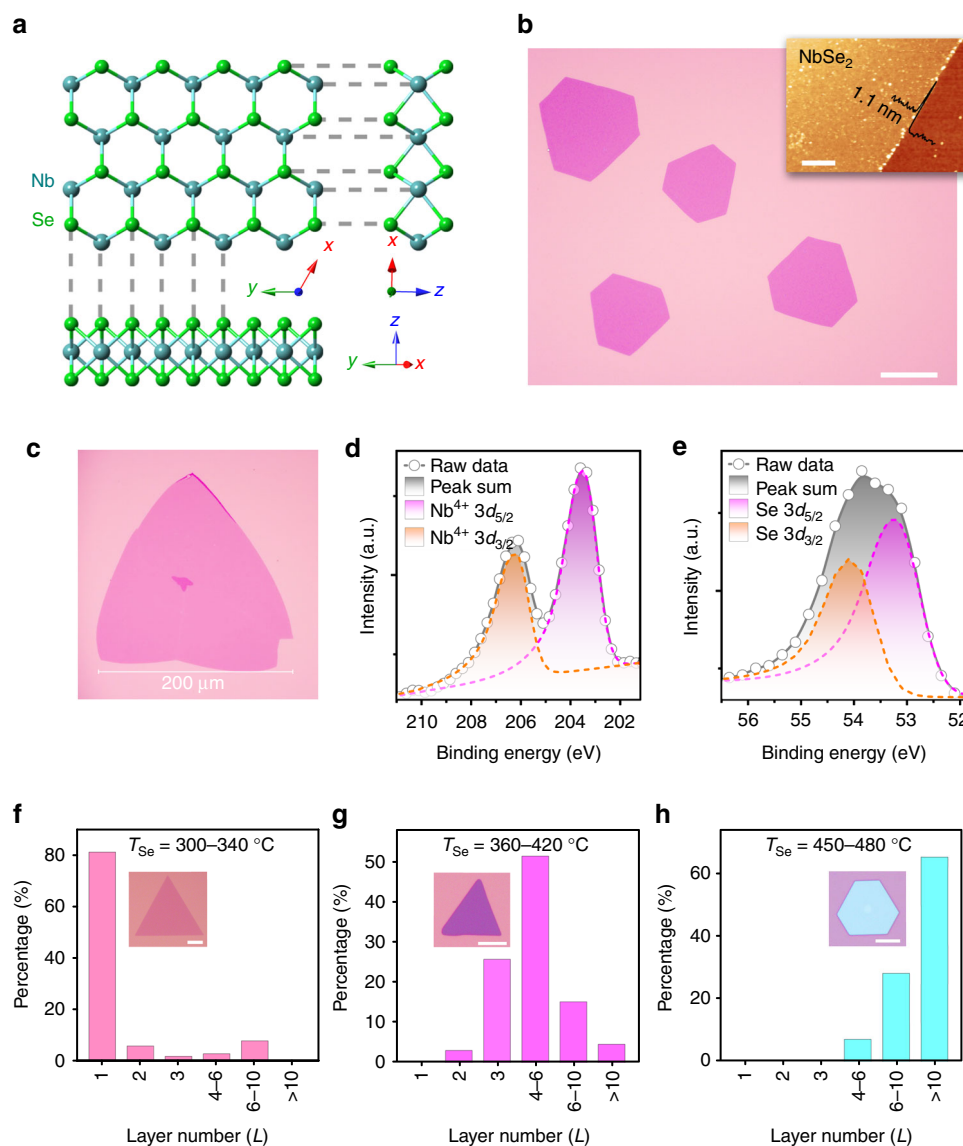 a
Nb
Se
x
y
x
z
z
y
x
b
NbSe2
1.1 nm
c
200 μm
d
Raw data
Peak sum
Nb4+ 3d5/2
Nb4+ 3d3/2
Intensity (a.u.)
210 208 206 204 202
Binding energy (eV)
e
Raw data
Peak sum
Se 3d5/2
Se 3d3/2
Intensity (a.u.)
56 55 54 53 52
Binding energy (eV)
f
TSe = 300–340 °C
Percentage (%)
80
60
40
20
0
1 2 3 4–6 6–10 >10
Layer number (L)
g
TSe = 360–420 °C
Percentage (%)
50
40
30
20
10
0
1 2 3 4–6 6–10 >10
Layer number (L)
h
TSe = 450–480 °C
Percentage (%)
60
40
20
0
1 2 3 4–6 6–10 >10
Layer number (L)